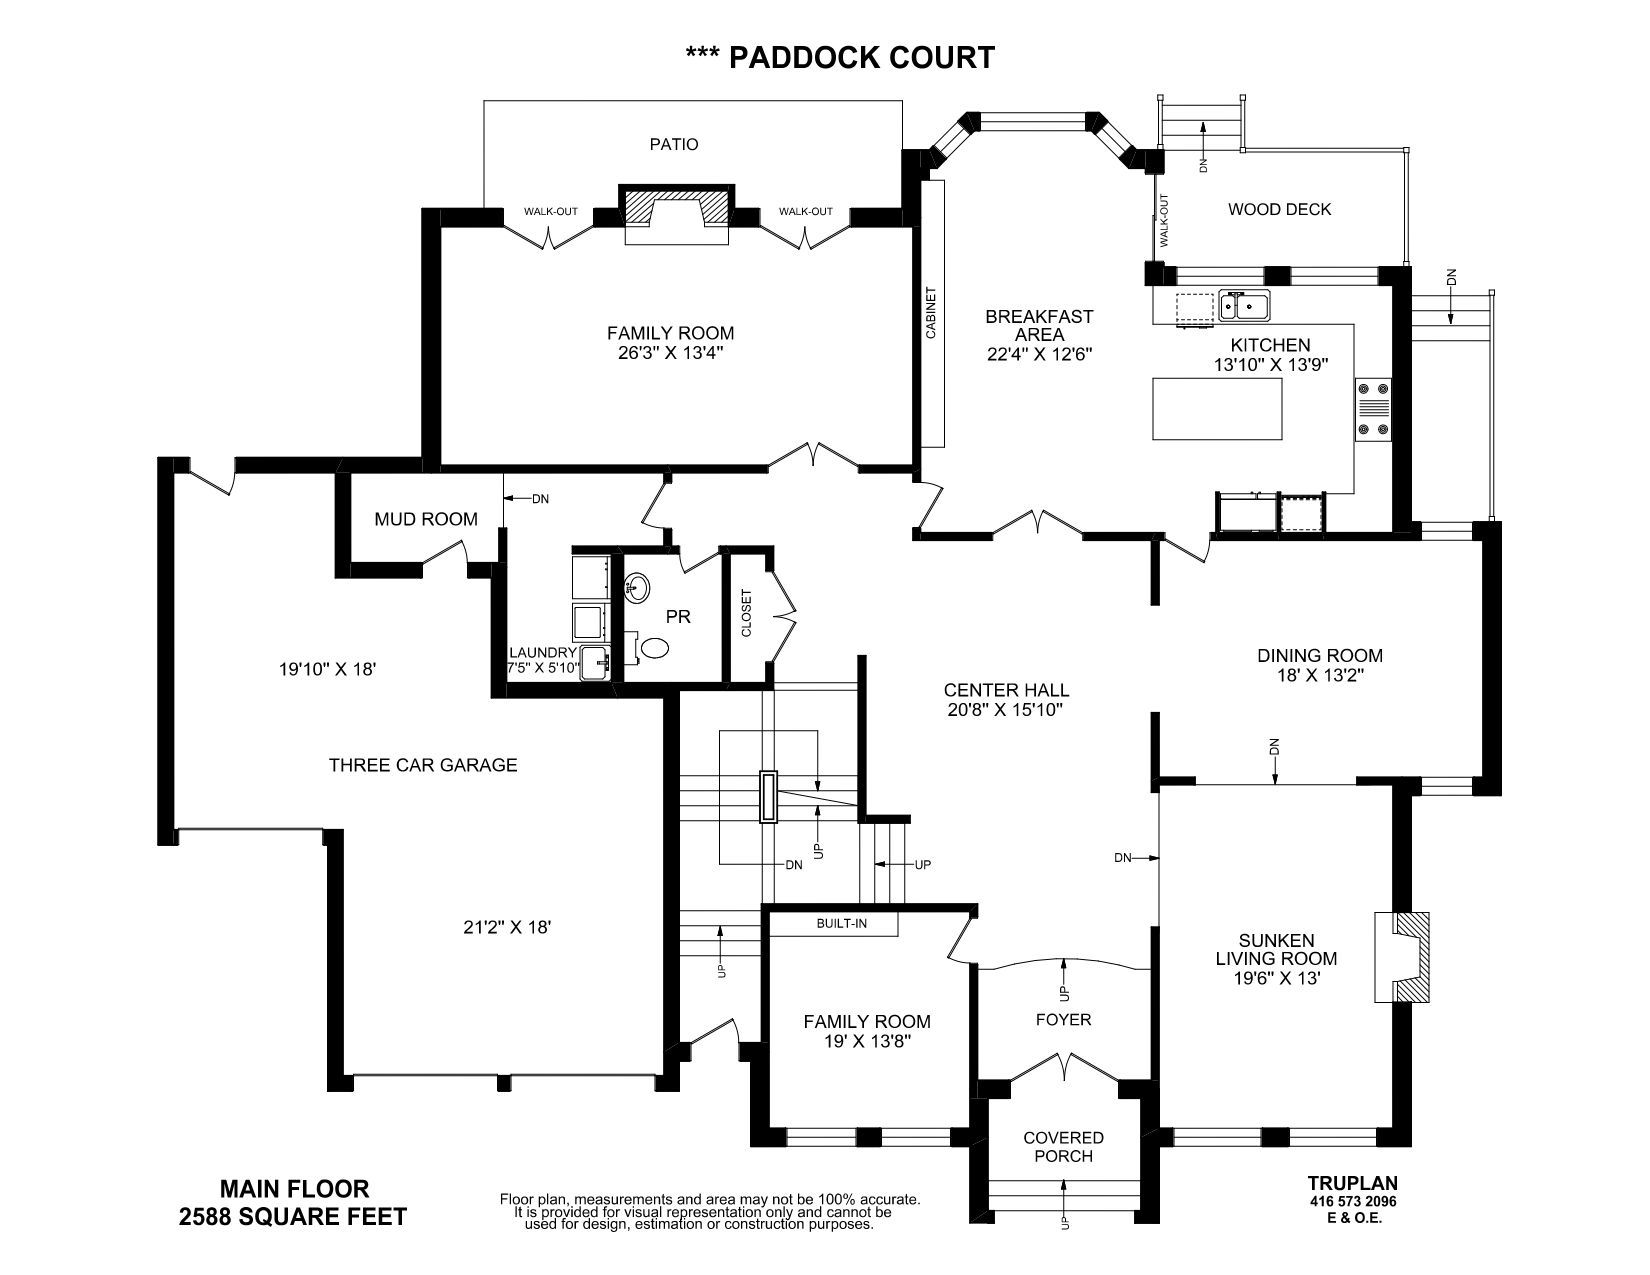 *** PADDOCK COURT
PATIO
WALK-OUT
WALK-OUT
DN
WOOD DECK
WALK-OUT
DN
FAMILY ROOM
26'3" X 13'4"
CABINET
BREAKFAST
AREA
22'4" X 12'6"
KITCHEN
13'10" X 13'9"
DN
MUD ROOM
PR
CLOSET
LAUNDRY
7'5" X 5'10"
19'10" X 18'
DINING ROOM
18' X 13'2"
CENTER HALL
20'8" X 15'10"
DN
THREE CAR GARAGE
UP
DN
UP
DN
21'2" X 18'
BUILT-IN
UP
SUNKEN
LIVING ROOM
19'6" X 13'
UP
FAMILY ROOM
19' X 13'8"
FOYER
COVERED
PORCH
UP
MAIN FLOOR
2588 SQUARE FEET
Floor plan, measurements and area may not be 100% accurate.
It is provided for visual representation only and cannot be
used for design, estimation or construction purposes.
TRUPLAN
416 573 2096
E & O.E.